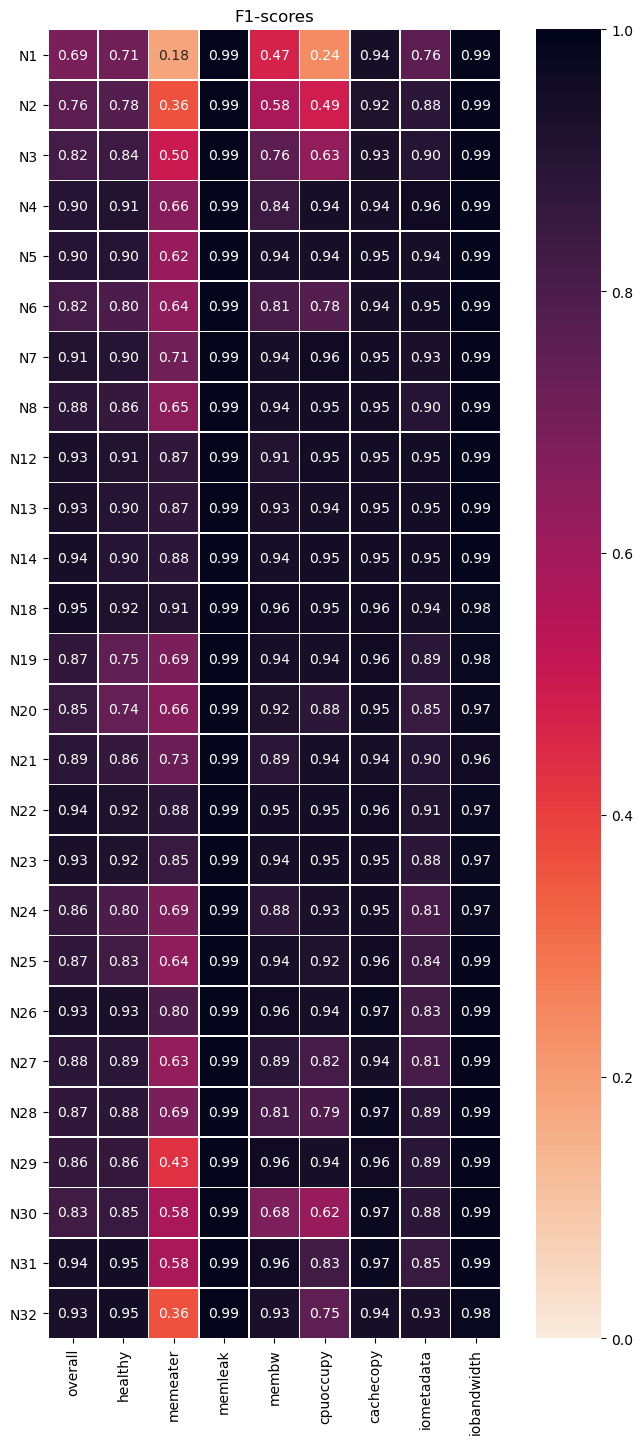 F1-scores
N1 0.69 0.71 0.18 0.99 0.47 0.24 0.94 0.76 0.99
N2 0.76 0.78 0.36 0.99 0.58 0.49 0.92 0.88 0.99
N3 0.82 0.84 0.50 0.99 0.76 0.63 0.93 0.90 0.99
N4 0.90 0.91 0.66 0.99 0.84 0.94 0.94 0.96 0.99
N5 0.90 0.90 0.62 0.99 0.94 0.94 0.95 0.94 0.99
N6 0.82 0.80 0.64 0.99 0.81 0.78 0.94 0.95 0.99
N7 0.91 0.90 0.71 0.99 0.94 0.96 0.95 0.93 0.99
N8 0.88 0.86 0.65 0.99 0.94 0.95 0.95 0.90 0.99
N12 0.93 0.91 0.87 0.99 0.91 0.95 0.95 0.95 0.99
N13 0.93 0.90 0.87 0.99 0.93 0.94 0.95 0.95 0.99
N14 0.94 0.90 0.88 0.99 0.94 0.95 0.95 0.95 0.99
N18 0.95 0.92 0.91 0.99 0.96 0.95 0.96 0.94 0.98
N19 0.87 0.75 0.69 0.99 0.94 0.94 0.96 0.89 0.98
N20 0.85 0.74 0.66 0.99 0.92 0.88 0.95 0.85 0.97
N21 0.89 0.86 0.73 0.99 0.89 0.94 0.94 0.90 0.96
N22 0.94 0.92 0.88 0.99 0.95 0.95 0.96 0.91 0.97
N23 0.93 0.92 0.85 0.99 0.94 0.95 0.95 0.88 0.97
N24 0.86 0.80 0.69 0.99 0.88 0.93 0.95 0.81 0.97
N25 0.87 0.83 0.64 0.99 0.94 0.92 0.96 0.84 0.99
N26 0.93 0.93 0.80 0.99 0.96 0.94 0.97 0.83 0.99
N27 0.88 0.89 0.63 0.99 0.89 0.82 0.94 0.81 0.99
N28 0.87 0.88 0.69 0.99 0.81 0.79 0.97 0.89 0.99
N29 0.86 0.86 0.43 0.99 0.96 0.94 0.96 0.89 0.99
N30 0.83 0.85 0.58 0.99 0.68 0.62 0.97 0.88 0.99
N31 0.94 0.95 0.58 0.99 0.96 0.83 0.97 0.85 0.99
N32 0.93 0.95 0.36 0.99 0.93 0.75 0.94 0.93 0.98
overall
healthy
memeater
memleak
membw
cpuoccupy
cachecopy
iometadata
iobandwidth
1.0
0.8
0.6
0.4
0.2
0.0